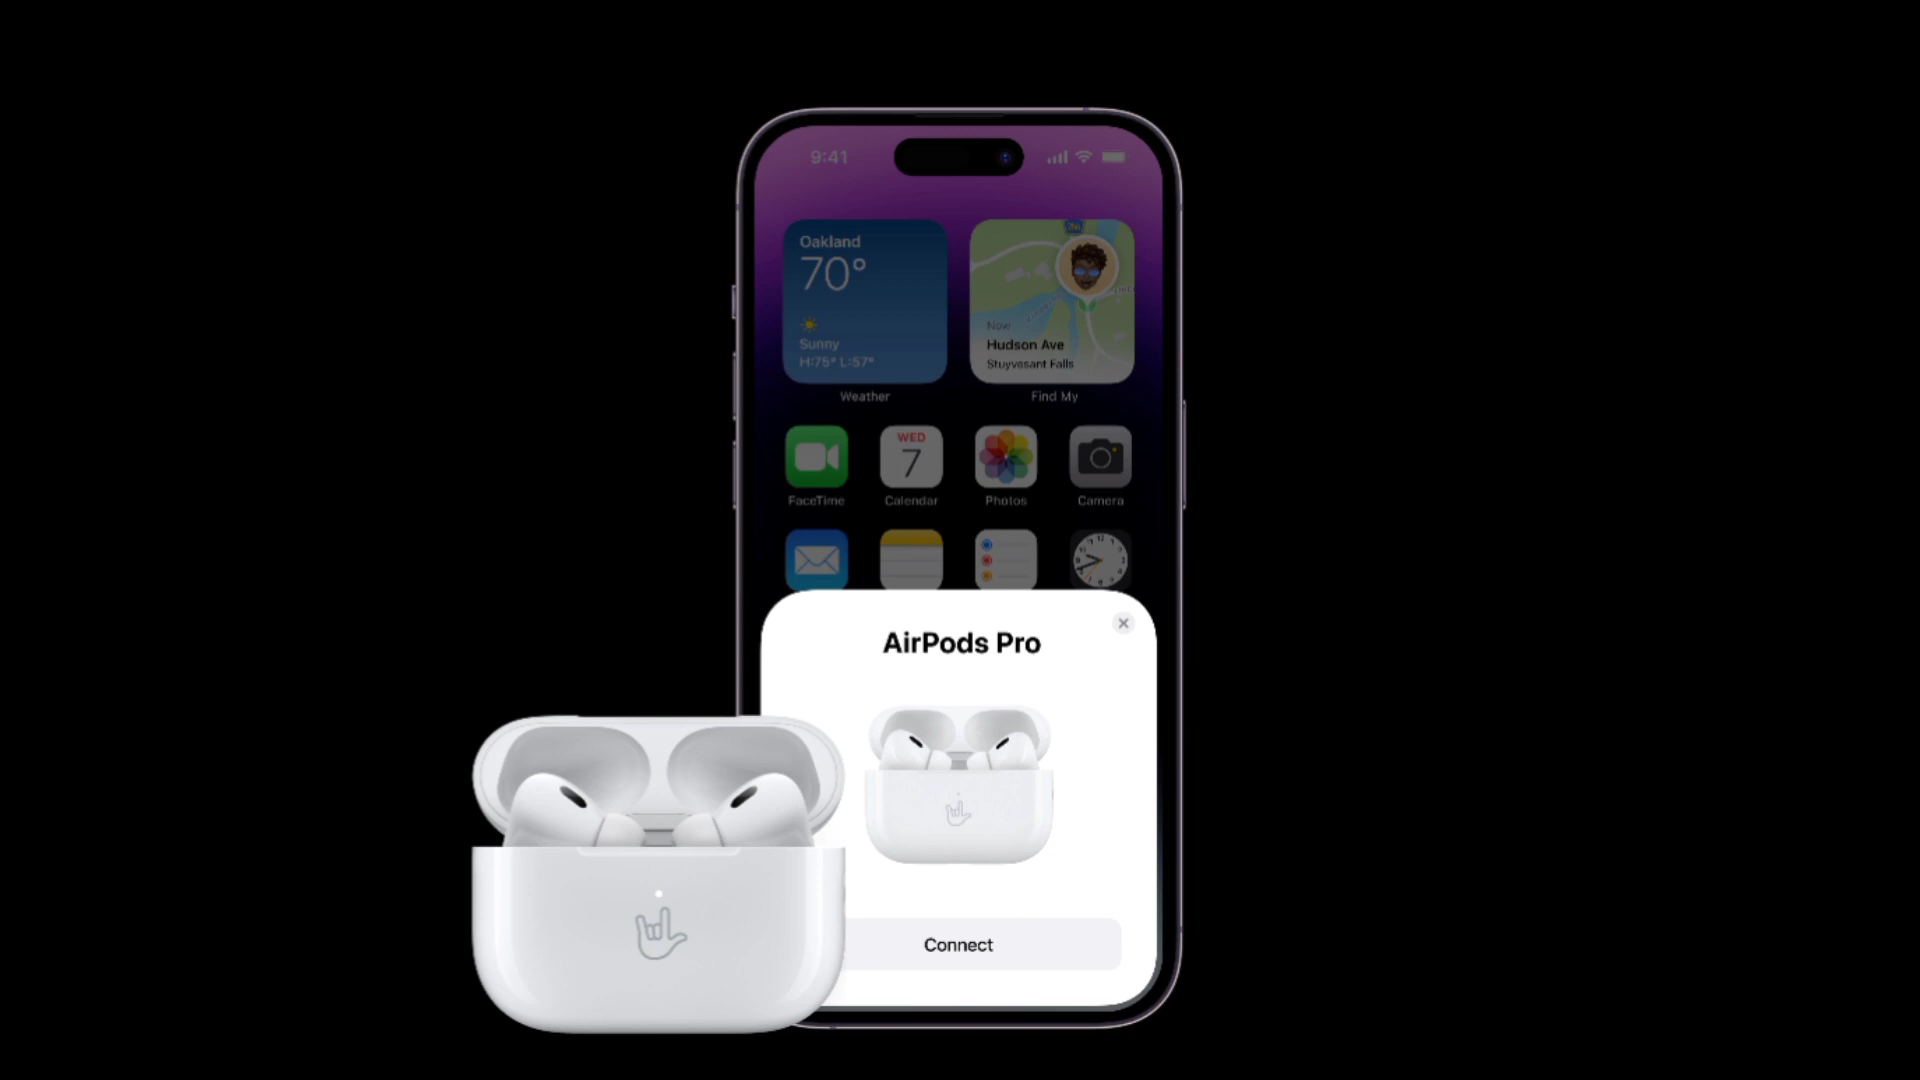 9:41
Oakland
70°
Sunny
H:75° L:57°
Weather
Now
Hudson Ave
Stuyvesant Falls
Find My
WED
7
FaceTime
Calendar
Photos
Camera
AirPods Pro
Connect